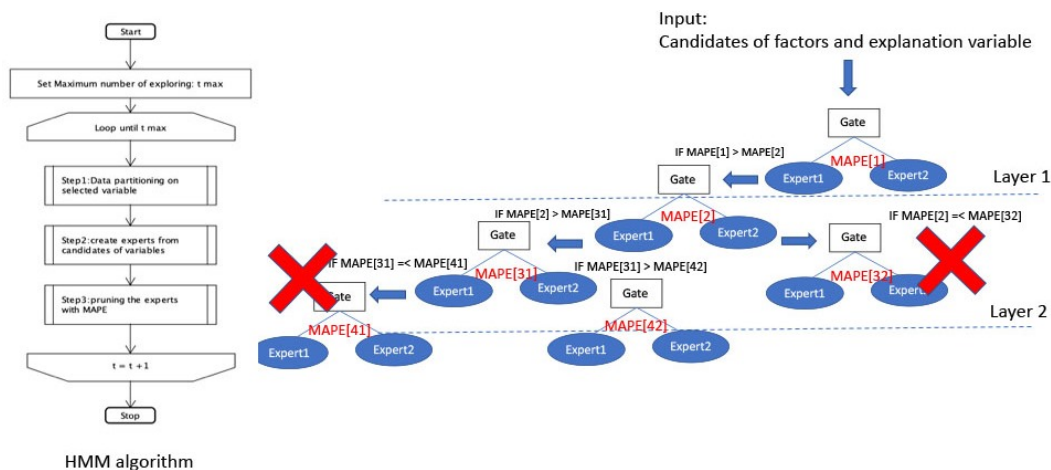 Start
Set Maximum number of exploring: t max
Loop until t max
Step1:Data partitioning on
selected variable
Step2:create experts from
candidates of variables
Step3:pruning the experts
with MAPE
t = t +1
Stop
HMM algorithm
Input:
Candidates of factors and explanation variable
Gate
IF MAPE[1] > MAPE[2]
MAPE[1]
Expert1
Expert2
Layer 1
Gate
IF MAPE[2] > MAPE[31]
MAPE[2]
Expert1
Expert2
IF MAPE[2] =< MAPE[32]
Gate
Gate
IF MAPE[31] =< MAPE[41]
MAPE[31]
IF MAPE[31] > MAPE[42]
MAPE[32]
Expert1
Expert2
Expert1
Gate
Gate
Layer 2
MAPE[41]
MAPE[42]
Expert1
Expert2
Expert1
Expert2